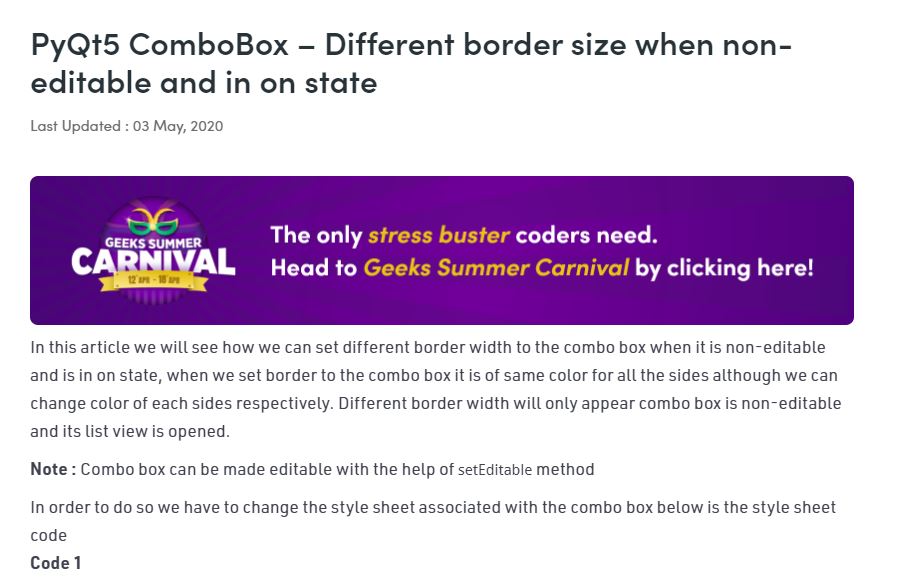 PyQt5 ComboBox – Different border size when non-
editable and in on state
Last Updated : 03 May, 2020
GEEKS SUMMER
CARNIVAL
12 APR - 18 APR
The only stress buster coders need.
Head to Geeks Summer Carnival by clicking here!
In this article we will see how we can set different border width to the combo box when it is non-editable
and is in on state, when we set border to the combo box it is of same color for all the sides although we can
change color of each sides respectively. Different border width will only appear combo box is non-editable
and its list view is opened.
Note : Combo box can be made editable with the help of setEditable method
In order to do so we have to change the style sheet associated with the combo box below is the style sheet
code
Code 1